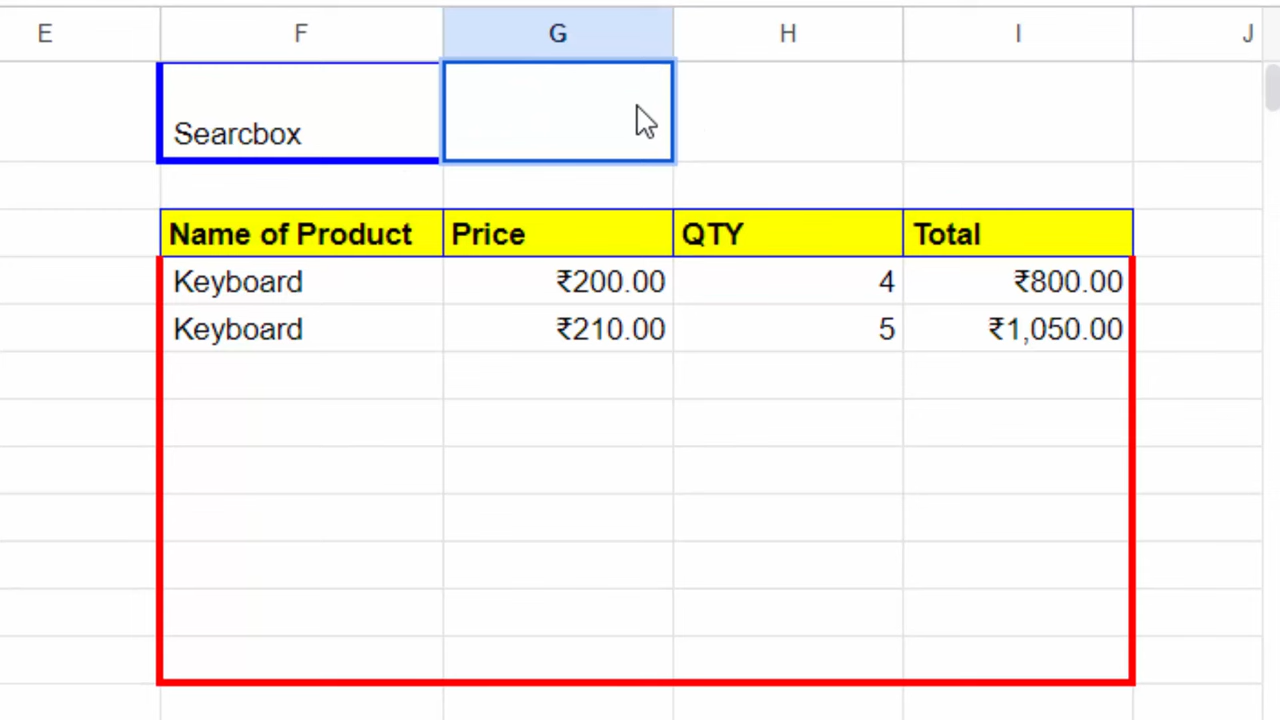 E F G H I J
Searcbox
Name of Product Price QTY Total
Keyboard ₹200.00 4 ₹800.00
Keyboard ₹210.00 5 ₹1,050.00